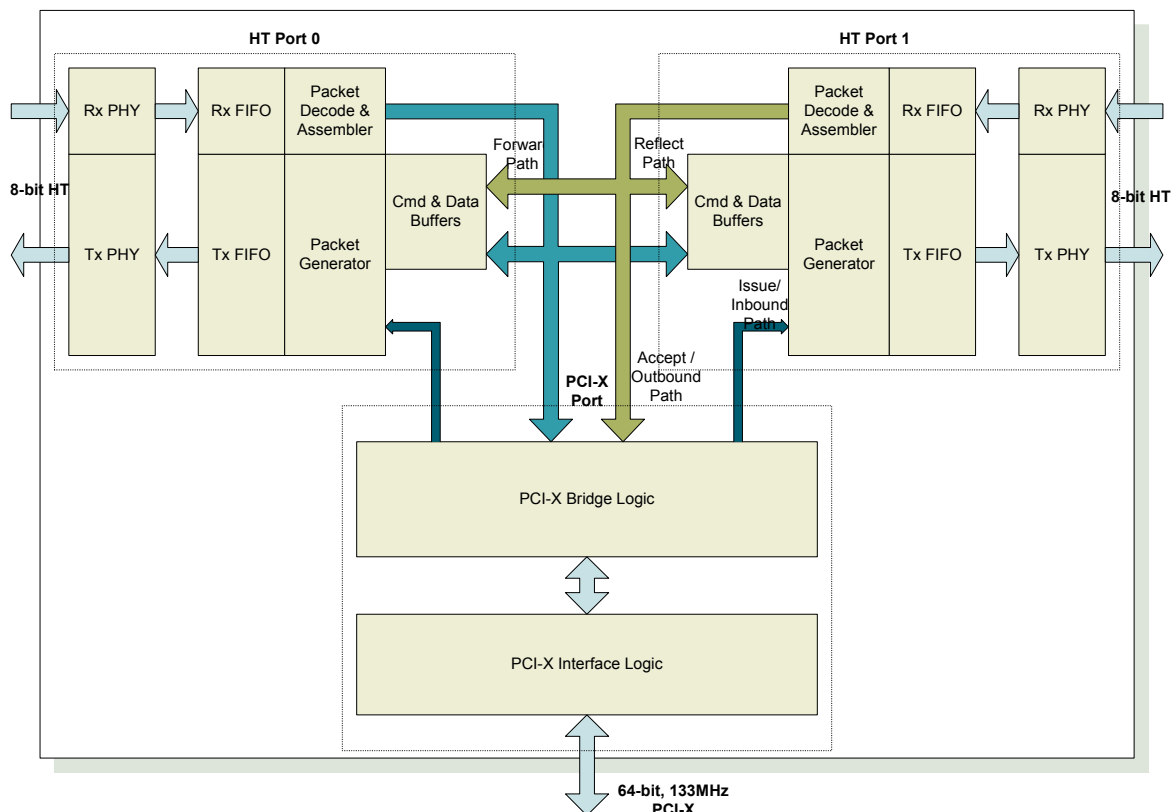 HT Port 0
HT Port 1
Rx PHY
Rx FIFO
Packet
Decode &
Assembler
Packet
Decode &
Assembler
Rx FIFO
Rx PHY
Forwar
Path
Reflect
Path
8-bit HT
8-bit HT
Cmd & Data
Buffers
Cmd & Data
Buffers
Tx PHY
Tx FIFO
Packet
Generator
Packet
Generator
Tx FIFO
Tx PHY
Issue/
Inbound
Path
Accept /
Outbound
Path
PCI-X
Port
PCI-X Bridge Logic
PCI-X Interface Logic
64-bit, 133MHz
PCI-X